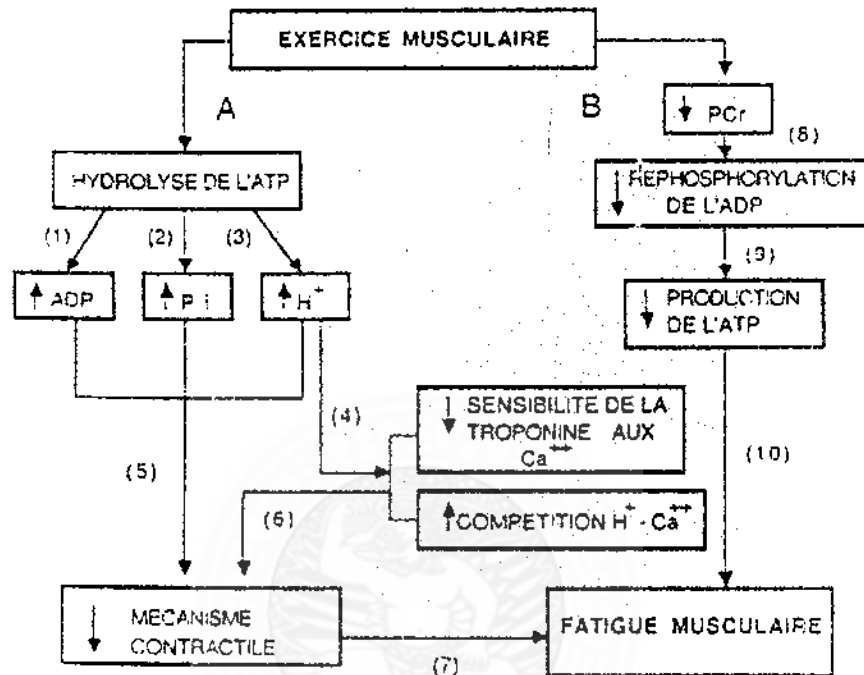 EXERCICE MUSCULAIRE
A
B
↓ PCr
(8)
HYDROLYSE DE L'ATP
↓ REPHOSPHORYLATION
DE L'ADP
(1)
(2)
(3)
(9)
↑ ADP
↑ P i
↑ H⁺
↓ PRODUCTION
DE L'ATP
(4)
↓ SENSIBILITE DE LA
TROPONINE AUX
Ca⁺⁺
(5)
(10)
(6)
↑ COMPETITION H⁺ - Ca⁺⁺
↓ MECANISME
CONTRACTILE
FATIGUE MUSCULAIRE
(7)